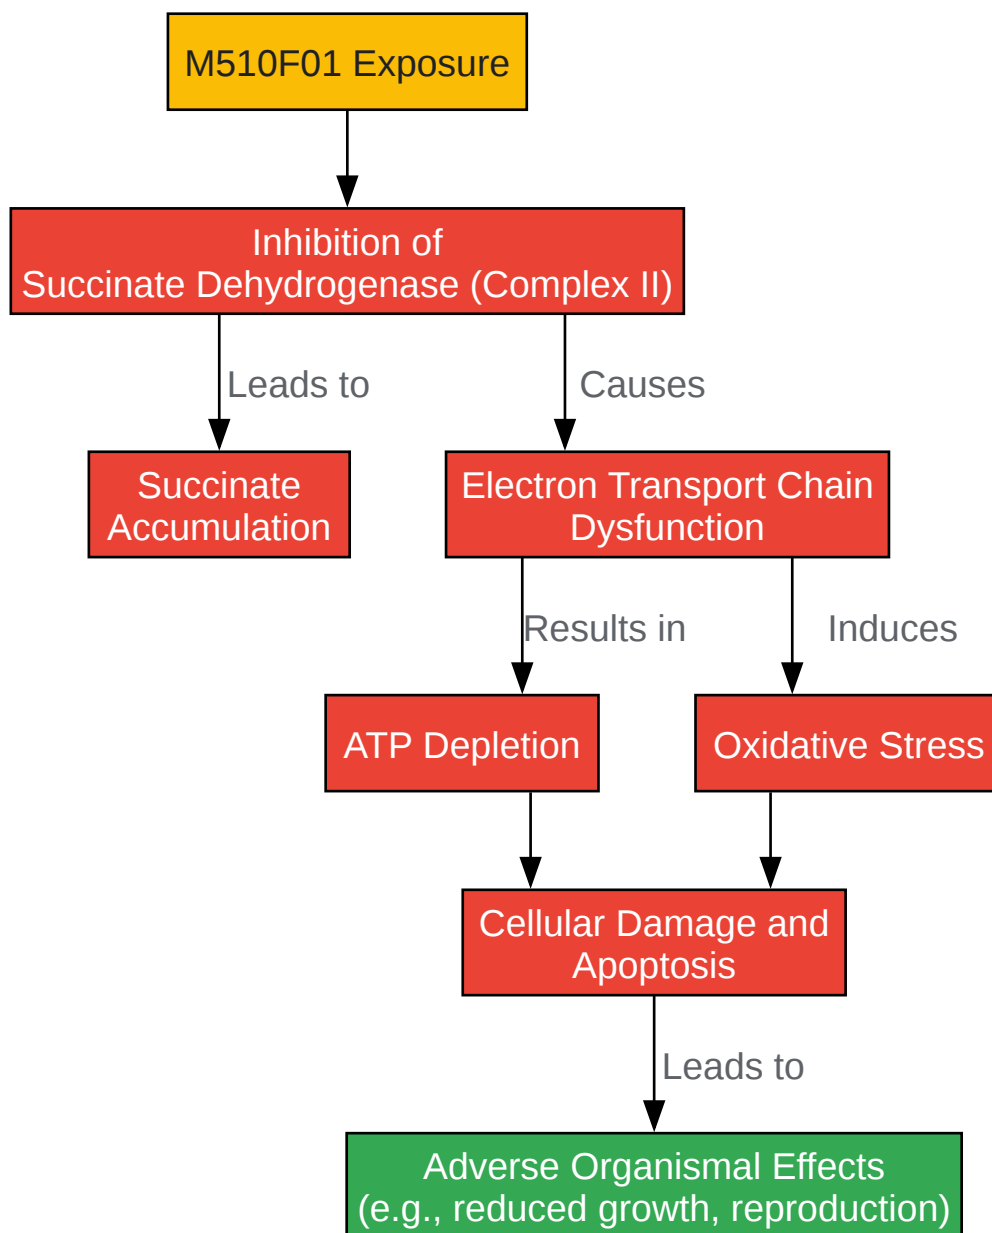 M510F01 Exposure
Inhibition of
Succinate Dehydrogenase (Complex II)
Leads to
Causes
Succinate
Accumulation
Electron Transport Chain
Dysfunction
Results in
Induces
ATP Depletion
Oxidative Stress
Cellular Damage and
Apoptosis
Leads to
Adverse Organismal Effects
(e.g., reduced growth, reproduction)